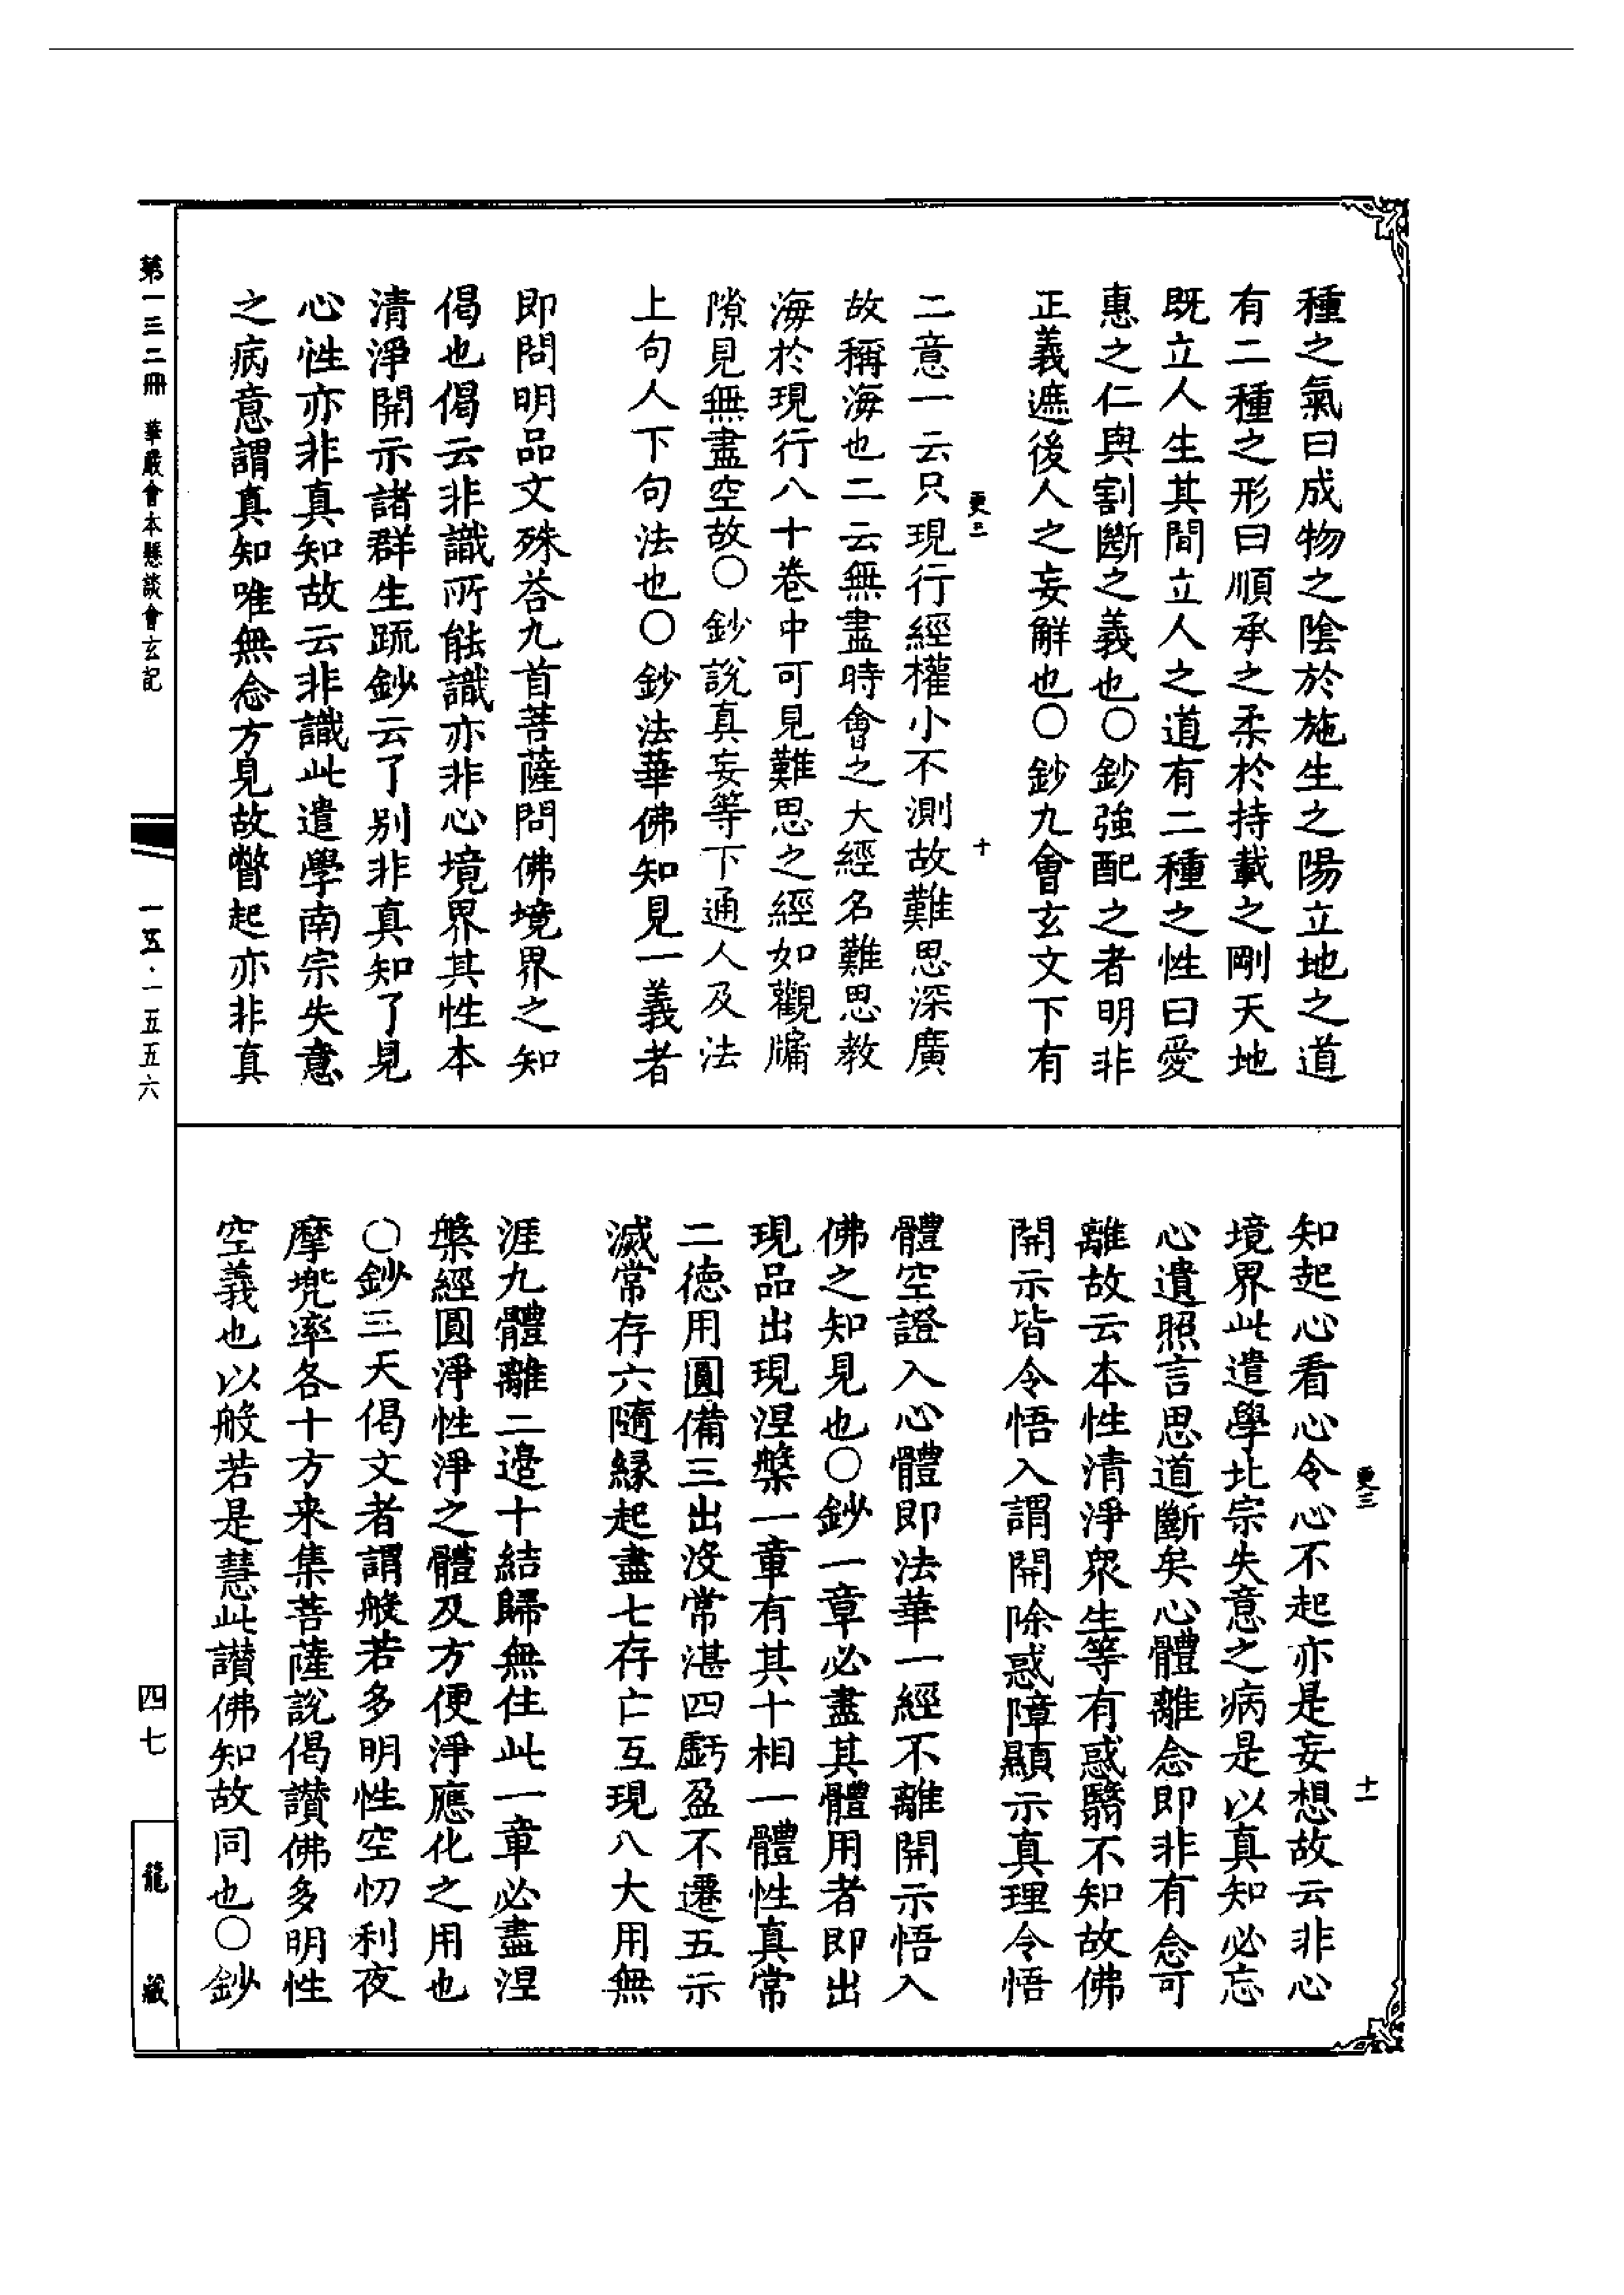 種之氣曰成物之陰於施生之陽立地之道
有二種之形曰順承之柔於持載之剛天地
既立人生其間立人之道有二種之性曰愛
惠之仁與割斷之義也○鈔強配之者明非
正義遮後人之妄解也○鈔九會玄文下有
更三
十
二意一云只現行經權小不測故難思深廣
故稱海也二云無盡時會之大經名難思教
海於現行八十卷中可見難思之經如觀牖
隙見無盡空故○鈔說真妄等下通人及法
上句人下句法也○鈔法華佛知見一義者
即問明品文殊荅九首菩薩問佛境界之知
偈也偈云非識所能識亦非心境界其性本
清淨開示諸群生䟽鈔云了別非真知了見
心性亦非真知故云非識此遣學南宗失意
之病意謂真知唯無念方見故瞥起亦非真
更三
十一
知起心看心令心不起亦是妄想故云非心
境界此遣學北宗失意之病是以真知必忘
心遺照言思道斷矣心體離念即非有念可
離故云本性清淨衆生等有惑翳不知故佛
開示皆令悟入謂開除惑障顯示真理令悟
體空證入心體即法華一經不離開示悟入
佛之知見也○鈔一章必盡其體用者即出
現品出現涅槃一章有其十相一體性真常
二德用圓備三出沒常湛四虧盈不遷五示
滅常存六隨緣起盡七存亡互現八大用無
涯九體離二邊十結歸無住此一章必盡涅
槃經圓淨性淨之體及方便淨應化之用也
○鈔三天偈文者謂般若多明性空忉利夜
摩兜率各十方来集菩薩說偈讚佛多明性
空義也以般若是慧此讚佛知故同也○鈔
第一三二冊 華嚴會本懸談會玄記
一五·一五五六
四七
龍藏